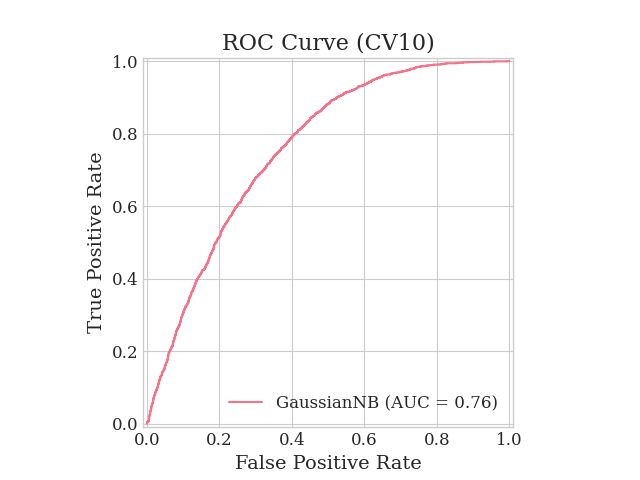 ROC Curve (CV10)
True Positive Rate
1.0
0.8
0.6
0.4
0.2
0.0
GaussianNB (AUC = 0.76)
0.0 0.2 0.4 0.6 0.8 1.0
False Positive Rate